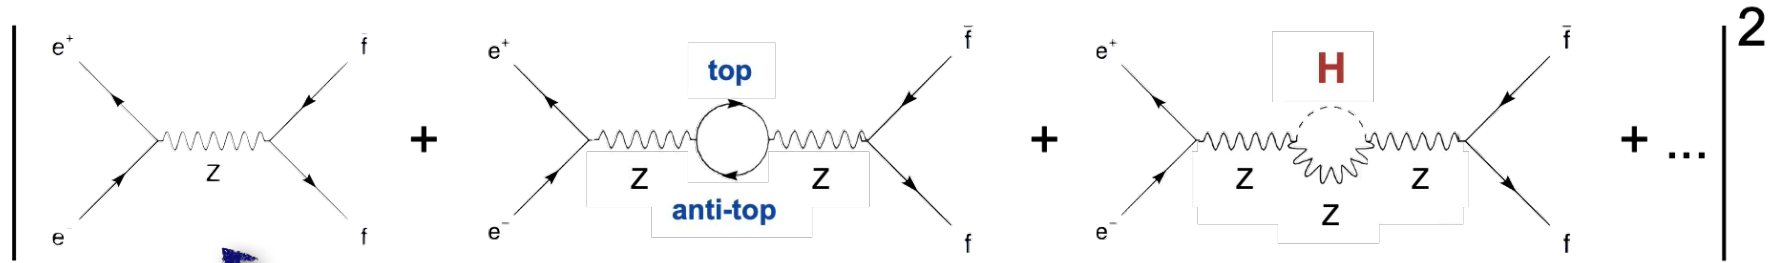 | e⁺ e⁻ Z f̄ f
+
e⁺ e⁻ Z top anti-top Z f̄ f
+
e⁺ e⁻ Z H Z Z f̄ f
+ ... |²